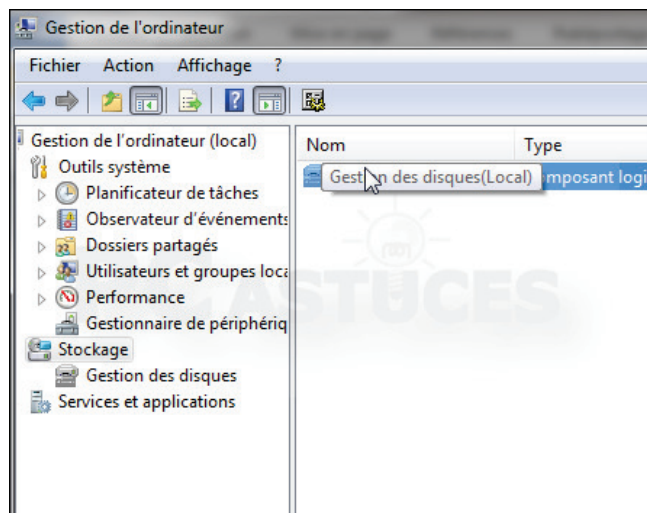 Gestion de l'ordinateur
Fichier Action Affichage ?
Gestion de l'ordinateur (local)
Outils système
Planificateur de tâches
Observateur d'événements
Dossiers partagés
Utilisateurs et groupes loca
Performance
Gestionnaire de périphériq
Stockage
Gestion des disques
Services et applications
Nom Type
Gestion des disques(Local) mposant logi
ASTUCES